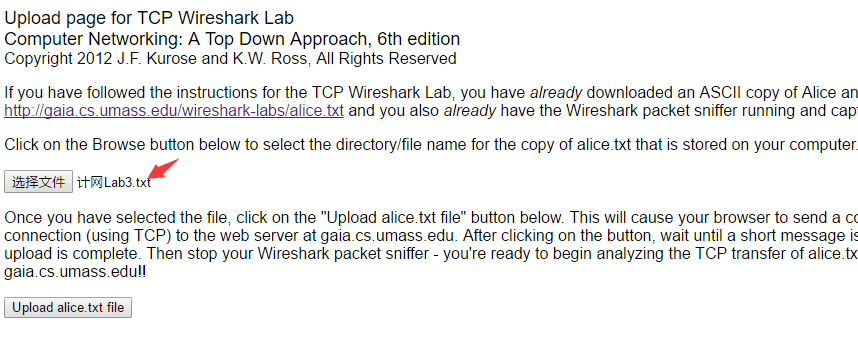 Upload page for TCP Wireshark Lab
Computer Networking: A Top Down Approach, 6th edition
Copyright 2012 J.F. Kurose and K.W. Ross, All Rights Reserved
If you have followed the instructions for the TCP Wireshark Lab, you have already downloaded an ASCII copy of Alice an
http://gaia.cs.umass.edu/wireshark-labs/alice.txt and you also already have the Wireshark packet sniffer running and cap
Click on the Browse button below to select the directory/file name for the copy of alice.txt that is stored on your computer.
选择文件 计网Lab3.txt
Once you have selected the file, click on the "Upload alice.txt file" button below. This will cause your browser to send a co
connection (using TCP) to the web server at gaia.cs.umass.edu. After clicking on the button, wait until a short message is
upload is complete. Then stop your Wireshark packet sniffer - you're ready to begin analyzing the TCP transfer of alice.tx
gaia.cs.umass.edu!!
Upload alice.txt file